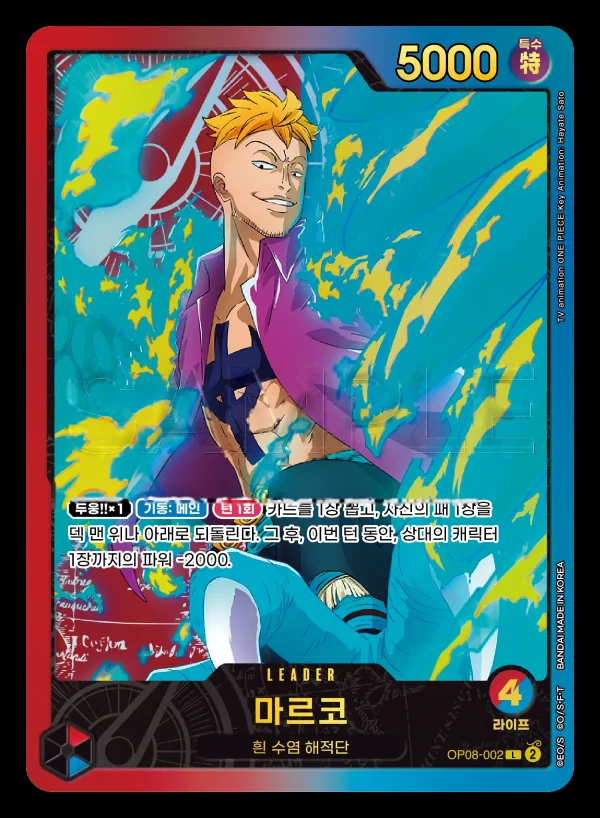 5000
특수
特
TV animation ONE PIECE Key Animation: Hayate Sato
SAMPLE
두웅!!×1 기동: 메인 턴 1회 카드를 1장 뽑고, 자신의 패 1장을
덱 맨 위나 아래로 되돌린다. 그 후, 이번 턴 동안, 상대의 캐릭터
1장까지의 파워 -2000.
LEADER
마르코
흰 수염 해적단
4
라이프
OP08-002 L 2
©EO/S ©O/S·F·T BANDAI MADE IN KOREA